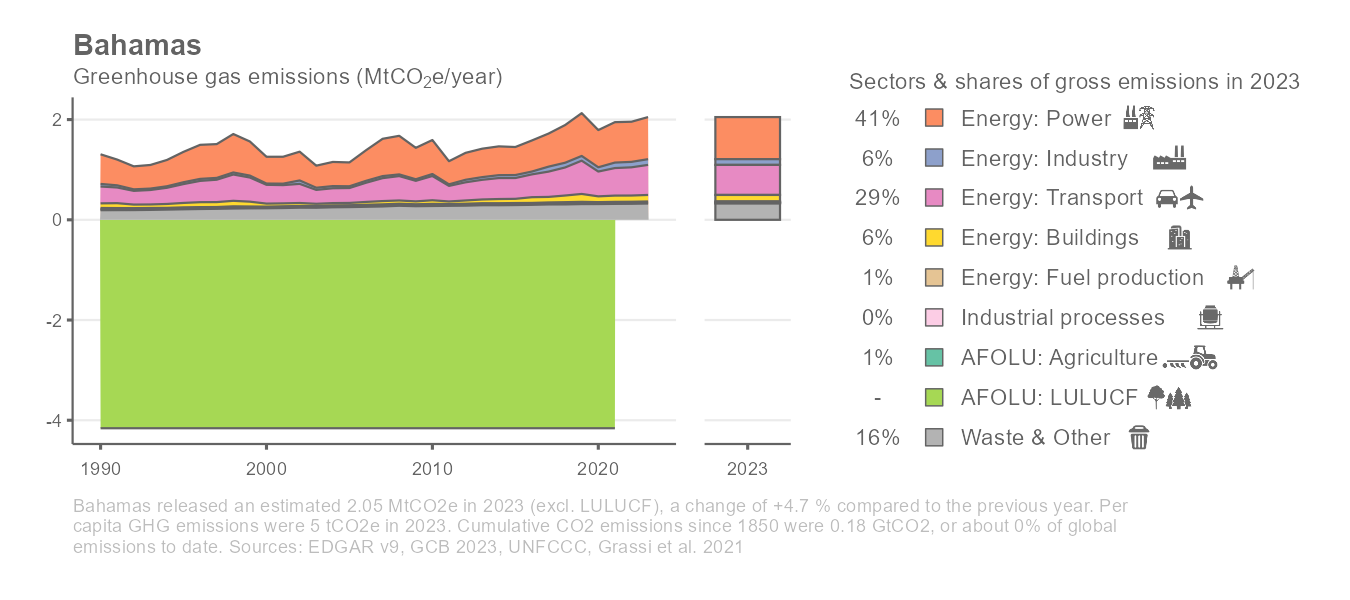 Bahamas
Greenhouse gas emissions (MtCO₂e/year)
2
0
-2
-4
1990
2000
2010
2020
2023
Sectors & shares of gross emissions in 2023
41% Energy: Power
6% Energy: Industry
29% Energy: Transport
6% Energy: Buildings
1% Energy: Fuel production
0% Industrial processes
1% AFOLU: Agriculture
- AFOLU: LULUCF
16% Waste & Other
Bahamas released an estimated 2.05 MtCO2e in 2023 (excl. LULUCF), a change of +4.7 % compared to the previous year. Per
capita GHG emissions were 5 tCO2e in 2023. Cumulative CO2 emissions since 1850 were 0.18 GtCO2, or about 0% of global
emissions to date. Sources: EDGAR v9, GCB 2023, UNFCCC, Grassi et al. 2021